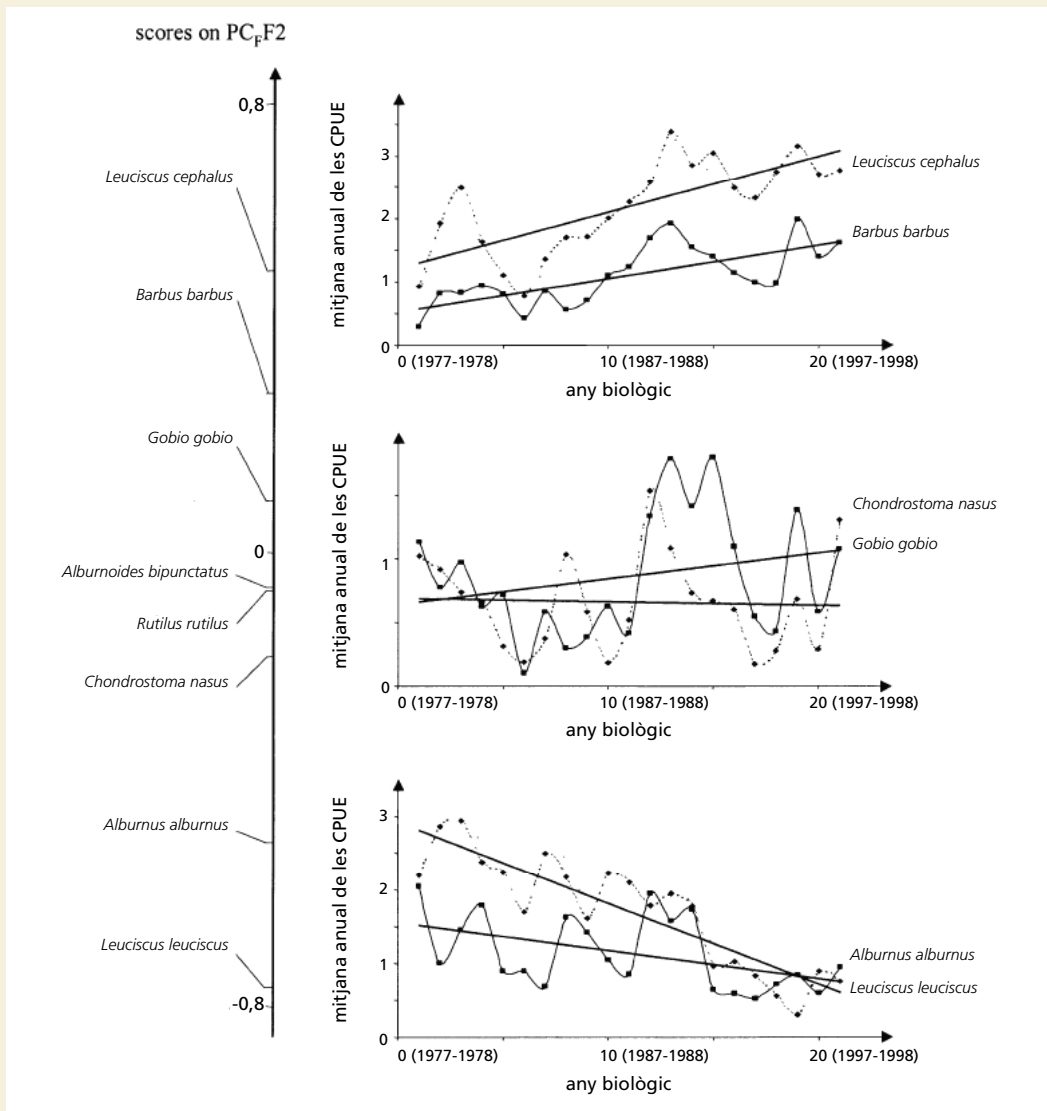 scores on PC_FF2
0,8
Leuciscus cephalus
Barbus barbus
Gobio gobio
0
Alburnoides bipunctatus
Rutilus rutilus
Chondrostoma nasus
Alburnus alburnus
Leuciscus leuciscus
-0,8
mitjana anual de les CPUE
3
2
1
0
Leuciscus cephalus
Barbus barbus
0 (1977-1978)
10 (1987-1988)
20 (1997-1998)
any biològic
mitjana anual de les CPUE
1
0
Chondrostoma nasus
Gobio gobio
0 (1977-1978)
10 (1987-1988)
20 (1997-1998)
any biològic
mitjana anual de les CPUE
3
2
1
0
Alburnus alburnus
Leuciscus leuciscus
0 (1977-1978)
10 (1987-1988)
20 (1997-1998)
any biològic